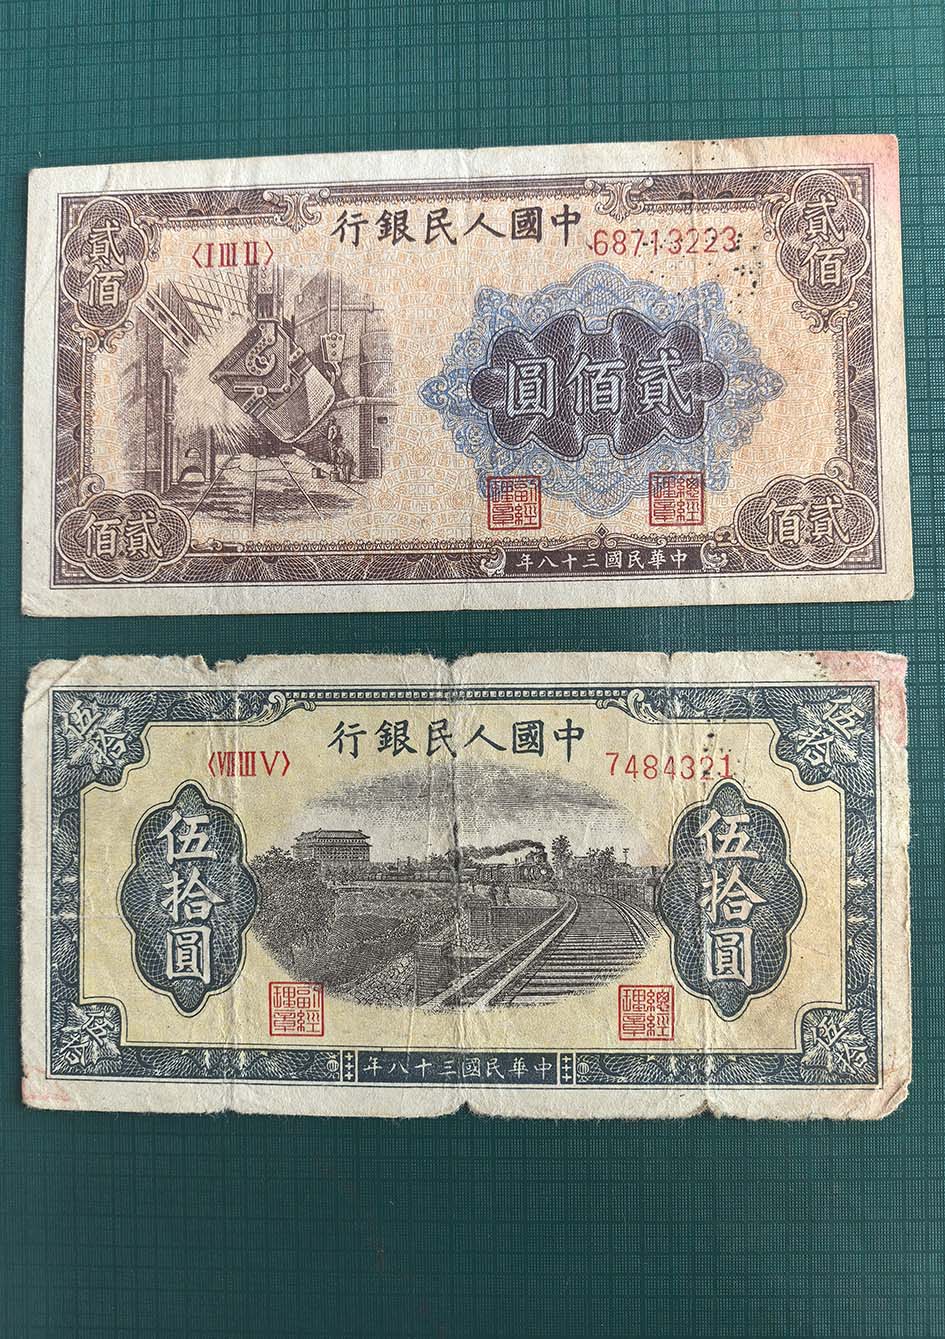 中國人民銀行
〈I III II〉
68713223
貳佰
貳佰
貳佰圓
總經理章
副經理章
貳佰
貳佰
中華民國三十八年
中國人民銀行
7484321
伍拾
伍拾
伍拾圓
伍拾圓
總經理章
副經理章
伍拾
伍拾
中華民國三十八年